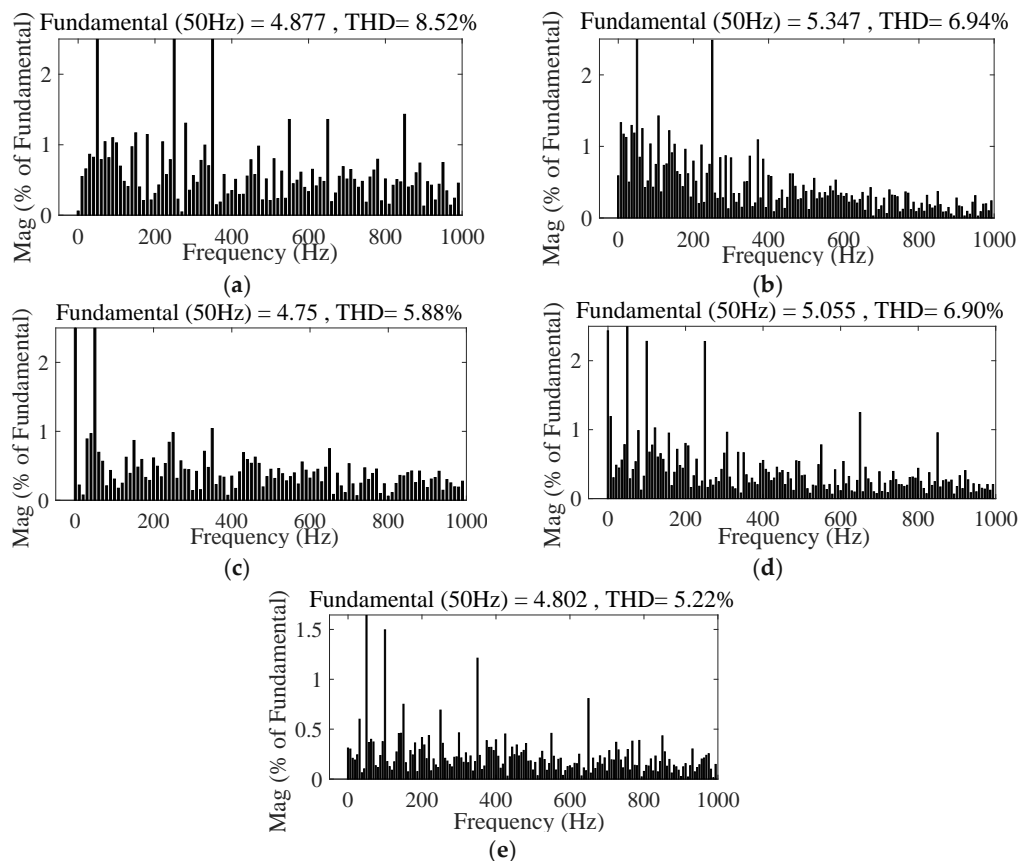 Fundamental (50Hz) = 4.877 , THD= 8.52%
Mag (% of Fundamental)
2
1
0
0 200 400 600 800 1000
Frequency (Hz)
(a)
Fundamental (50Hz) = 5.347 , THD= 6.94%
Mag (% of Fundamental)
2
1
0
0 200 400 600 800 1000
Frequency (Hz)
(b)
Fundamental (50Hz) = 4.75 , THD= 5.88%
Mag (% of Fundamental)
2
1
0
0 200 400 600 800 1000
Frequency (Hz)
(c)
Fundamental (50Hz) = 5.055 , THD= 6.90%
Mag (% of Fundamental)
2
1
0
0 200 400 600 800 1000
Frequency (Hz)
(d)
Fundamental (50Hz) = 4.802 , THD= 5.22%
Mag (% of Fundamental)
1.5
1
0.5
0
0 200 400 600 800 1000
Frequency (Hz)
(e)